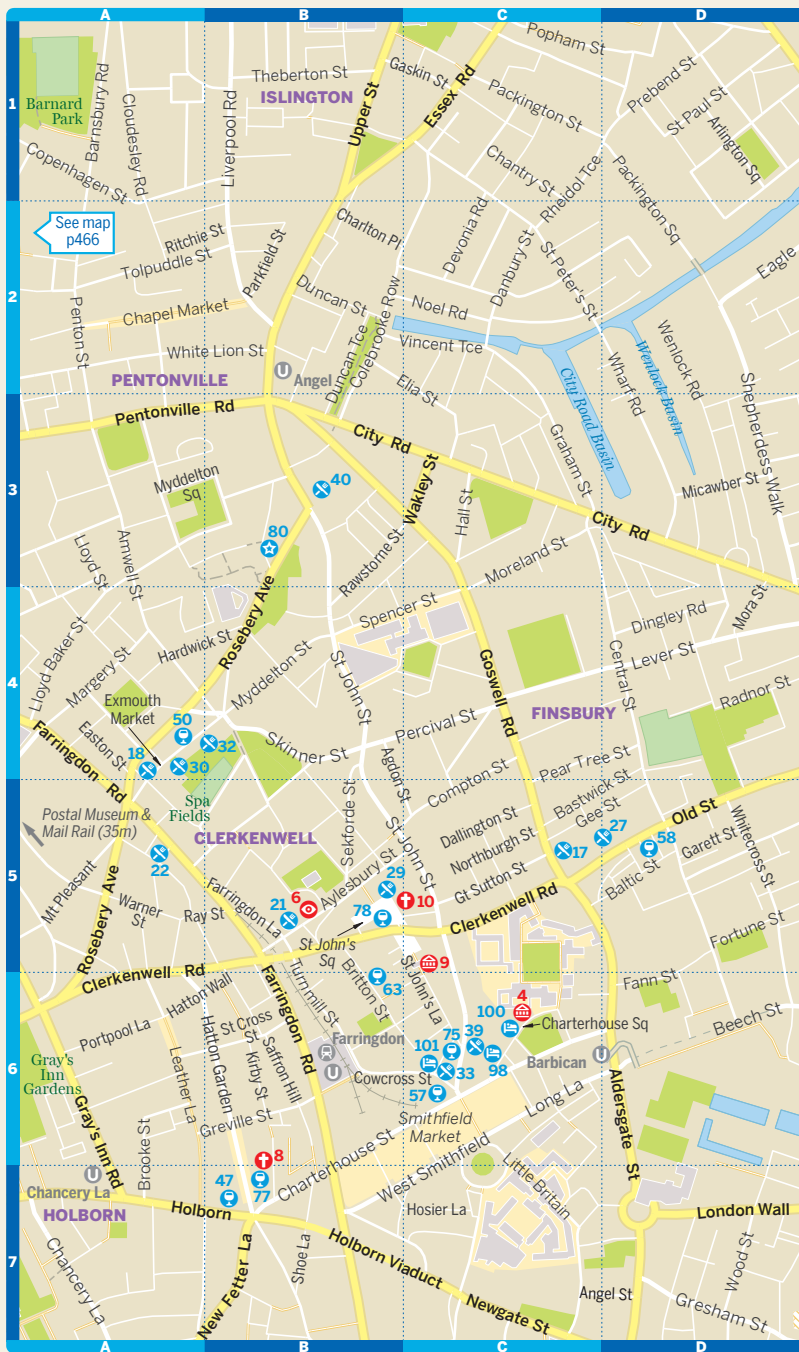 A
B
C
D
1
Barnard
Park
Barnsbury Rd
Cloudesley Rd
Copenhagen St
Liverpool Rd
Theberton St
ISLINGTON
Upper St
Gaskin St
Essex Rd
Popham St
Packington St
Prebend St
St Paul St
Arlington Sq
Chantry St
Rheidol Tce
Packington Sq
2
See map
p466
Ritchie St
Tolpuddle St
Parkfield St
Charlton Pl
Devonia Rd
Danbury St
St Peter's St
Eagle
Penton St
Chapel Market
Duncan St
Duncan Tce
Colebrooke Row
Noel Rd
Vincent Tce
White Lion St
Angel
PENTONVILLE
Elia St
City Road Basin
Wharf Rd
Wenlock Basin
Wenlock Rd
Shepherdess Walk
3
Pentonville Rd
City Rd
Myddelton
Sq
40
Wakley St
Hall St
Graham St
Micawber St
City Rd
80
Lloyd St
Amwell St
Rawstorne St
Moreland St
4
Rosebery Ave
Spencer St
Dingley Rd
Mora St
Lloyd Baker St
Margery St
Hardwick St
Myddelton St
St John St
Goswell Rd
Central St
Lever St
Radnor St
Exmouth
Market
50
32
30
18
Easton St
Farringdon Rd
Skinner St
Percival St
FINSBURY
Agdon St
Compton St
Pear Tree St
Bastwick St
Gee St
Spa
Fields
5
Postal Museum &
Mail Rail (35m)
CLERKENWELL
Sekforde St
St John St
Dallington St
Northburgh St
Gt Sutton St
17
27
58
Old St
Garett St
Whitecross St
Baltic St
22
Mt Pleasant
Rosebery Ave
Warner
St
Ray St
Farringdon La
Aylesbury St
29
6
21
78
10
Clerkenwell Rd
St John's
Sq
Fortune St
Clerkenwell Rd
9
6
Hatton Wall
Turnmill St
Britton St
63
St John's La
Fann St
Beech St
Portpool La
St Cross
St
Farringdon Rd
Farringdon
4
100
Charterhouse Sq
Gray's
Inn
Gardens
Leather La
Hatton Garden
Kirby St
Saffron Hill
101
75
39
98
33
Barbican
Cowcross St
57
Smithfield
Market
Long La
Aldersgate St
Gray's Inn Rd
Brooke St
Greville St
Charterhouse St
West Smithfield
Little Britain
8
77
47
Chancery La
HOLBORN
Holborn
Hosier La
London Wall
7
Chancery La
New Fetter La
Shoe La
Holborn Viaduct
Newgate St
Angel St
Wood St
Gresham St
A
B
C
D